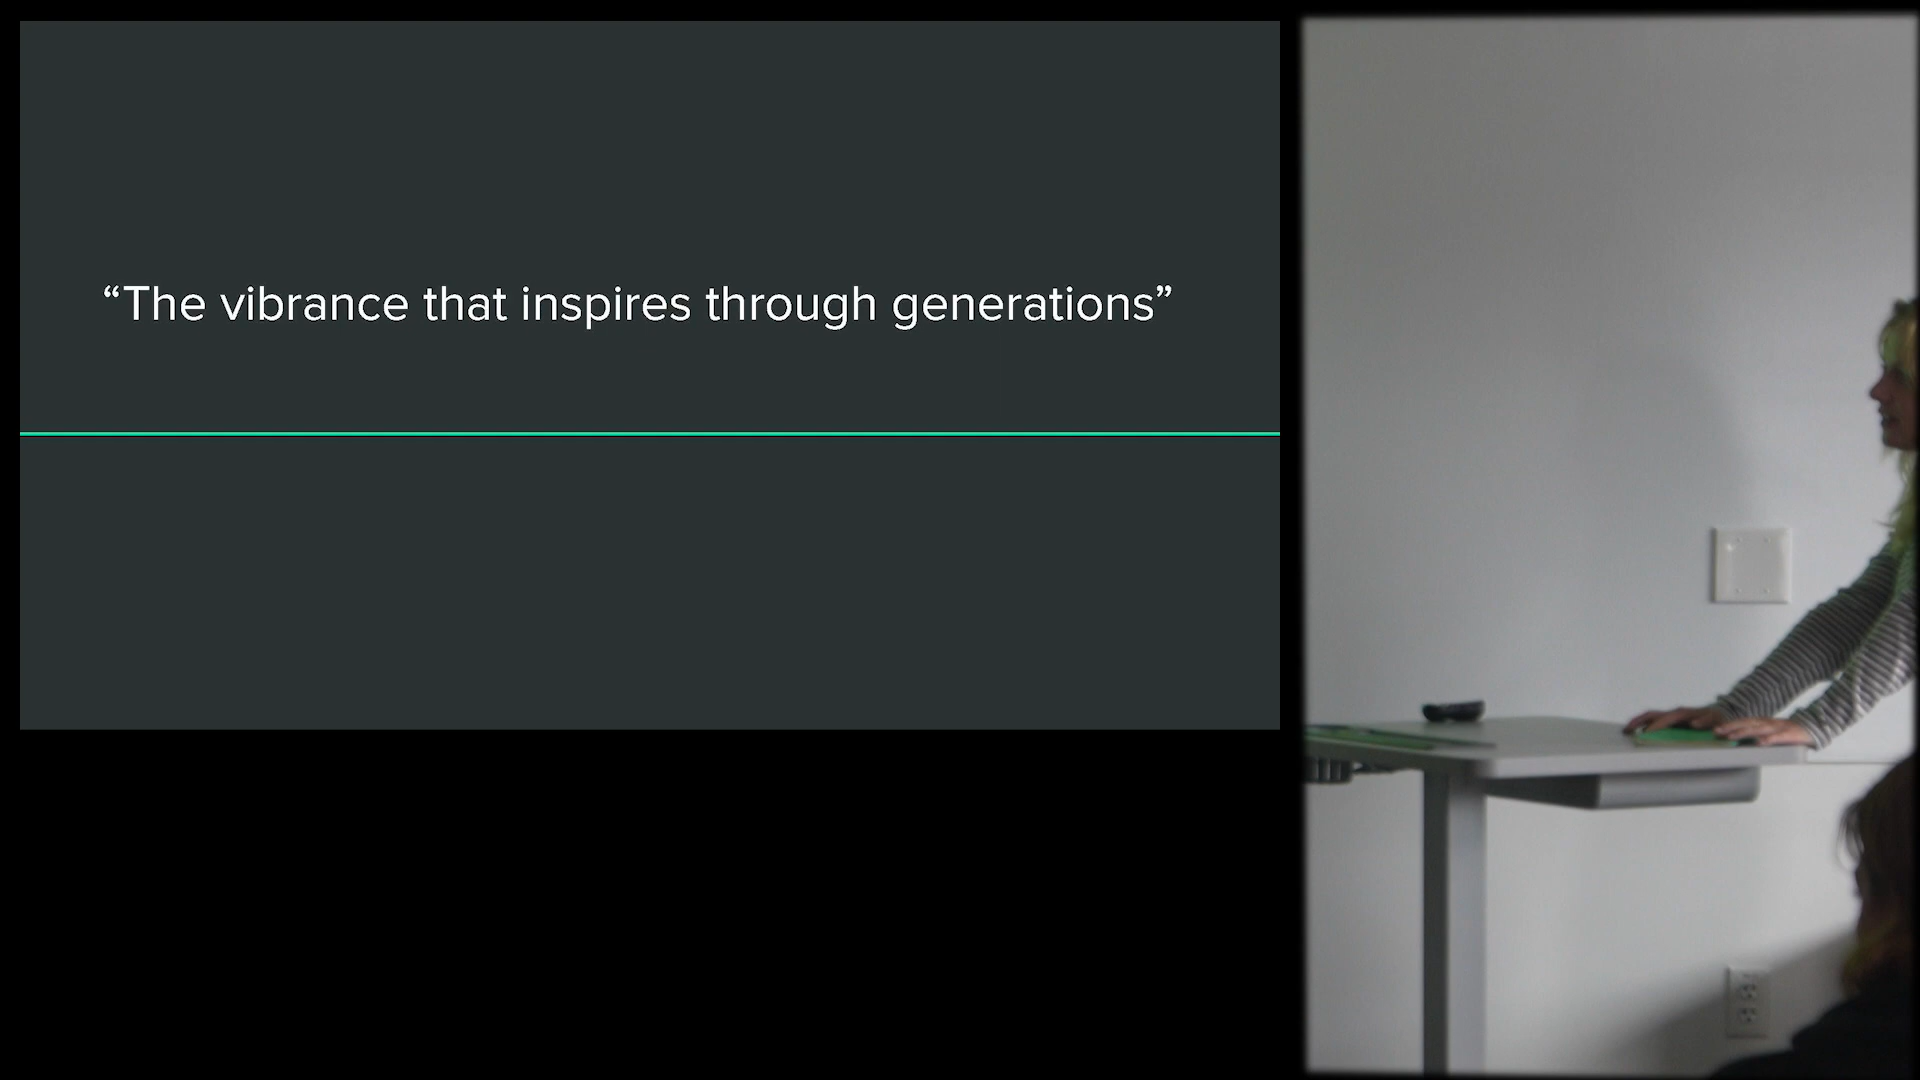 “The vibrance that inspires through generations”